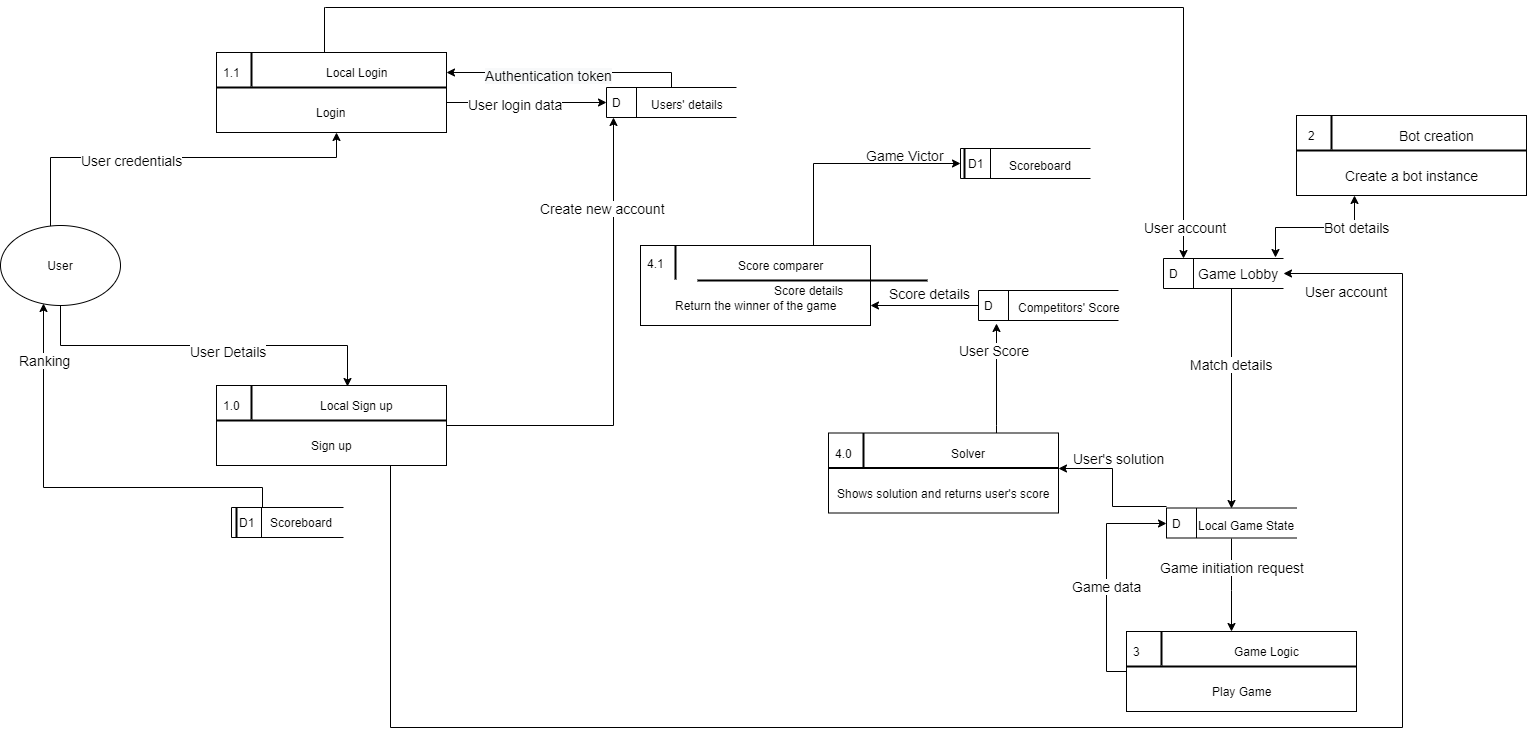 1.1
Local Login
Login
Authentication token
User login data
D
Users' details
User credentials
User
Create new account
Game Victor
D1
Scoreboard
2
Bot creation
Create a bot instance
User account
Bot details
D
Game Lobby
User account
4.1
Score comparer
Score details
Return the winner of the game
Score details
D
Competitors' Score
User Score
Match details
Ranking
User Details
1.0
Local Sign up
Sign up
D1
Scoreboard
4.0
Solver
Shows solution and returns user's score
User's solution
D
Local Game State
Game initiation request
Game data
3
Game Logic
Play Game